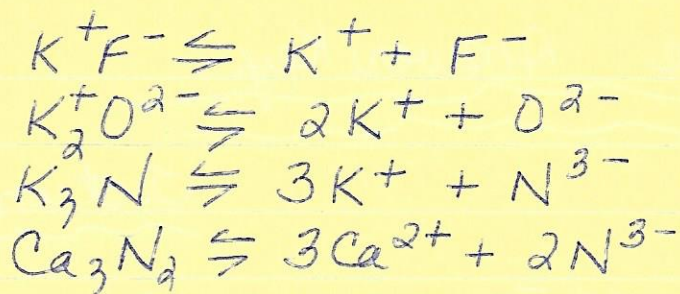 K⁺F⁻ ⇆ K⁺ + F⁻
K₂⁺O²⁻ ⇆ 2K⁺ + O²⁻
K₃N ⇆ 3K⁺ + N³⁻
Ca₃N₂ ⇆ 3Ca²⁺ + 2N³⁻